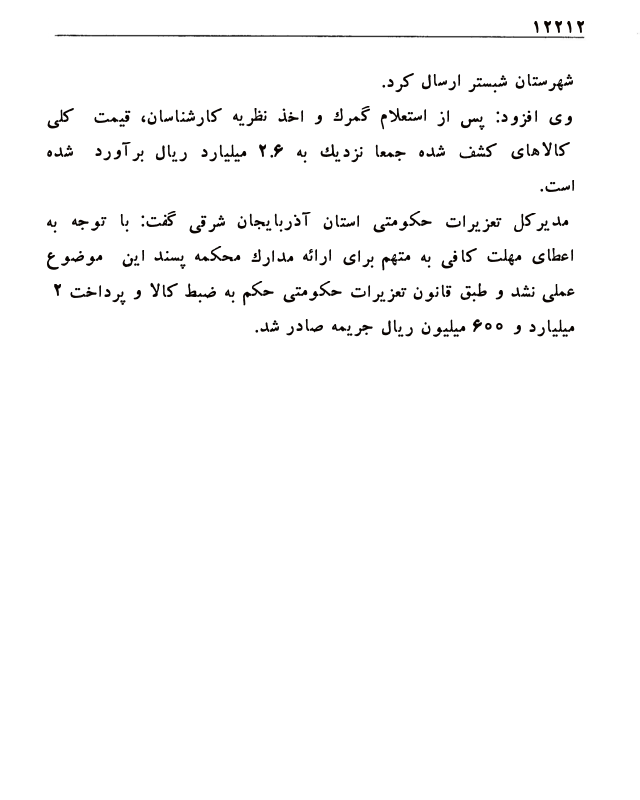 ۱۲۲۱۲
شهرستان شبستر ارسال کرد.
وی افزود: پس از استعلام گمرك و اخذ نظریه کارشناسان، قیمت کلی
کالاهای کشف شده جمعا نزدیك به ۲.۶ میلیارد ریال برآورد شده
است.
مدیرکل تعزیرات حکومتی استان آذربایجان شرقی گفت: با توجه به
اعطای مهلت کافی به متهم برای ارائه مدارك محکمه پسند این موضوع
عملی نشد و طبق قانون تعزیرات حکومتی حکم به ضبط کالا و پرداخت ۲
میلیارد و ۶۰۰ میلیون ریال جریمه صادر شد.